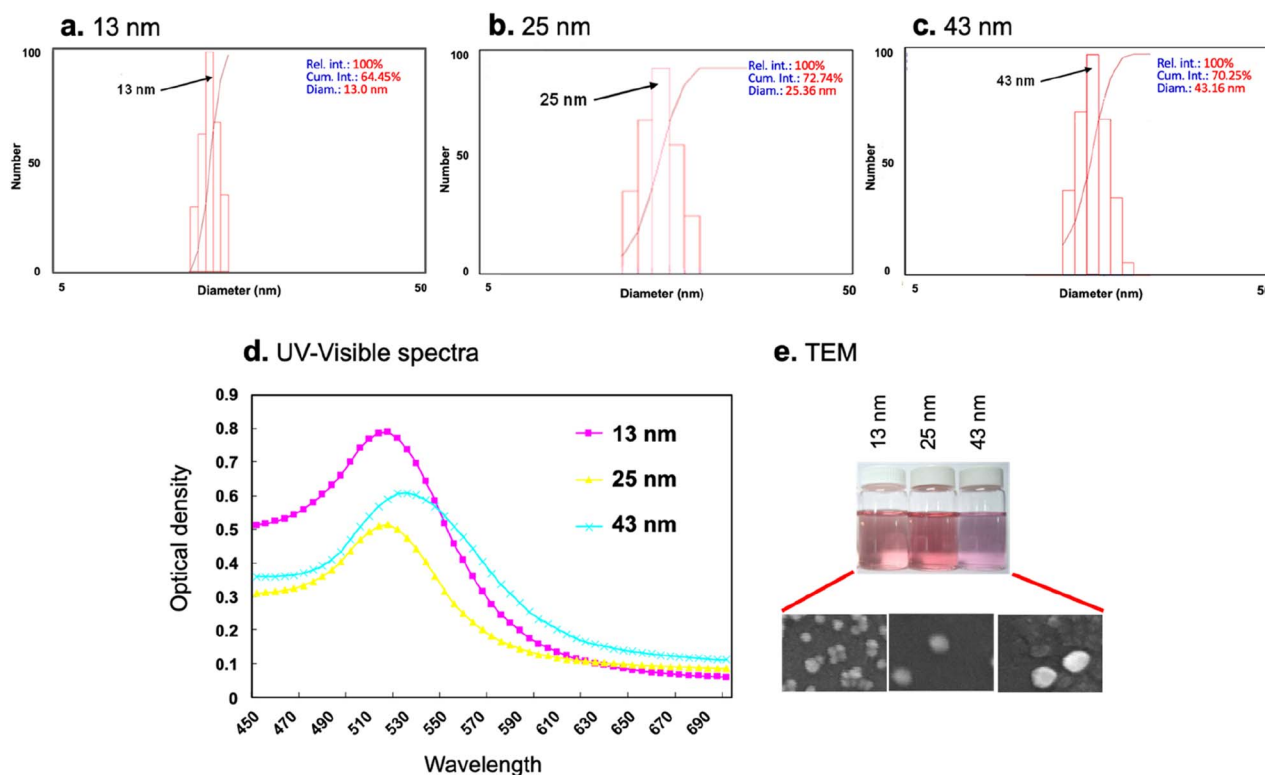 a. 13 nm
100
50
0
Number
13 nm
Rel. int.: 100%
Cum. Int.: 64.45%
Diam.: 13.0 nm
5
Diameter (nm)
50
b. 25 nm
100
50
0
Number
25 nm
Rel. int.: 100%
Cum. Int.: 72.74%
Diam.: 25.36 nm
5
Diameter (nm)
50
c. 43 nm
100
50
0
Number
43 nm
Rel. int.: 100%
Cum. Int.: 70.25%
Diam.: 43.16 nm
5
Diameter (nm)
50
d. UV-Visible spectra
0.9
0.8
0.7
0.6
0.5
0.4
0.3
0.2
0.1
0
Optical density
13 nm
25 nm
43 nm
450 470 490 510 530 550 570 590 610 630 650 670 690
Wavelength
e. TEM
13 nm
25 nm
43 nm